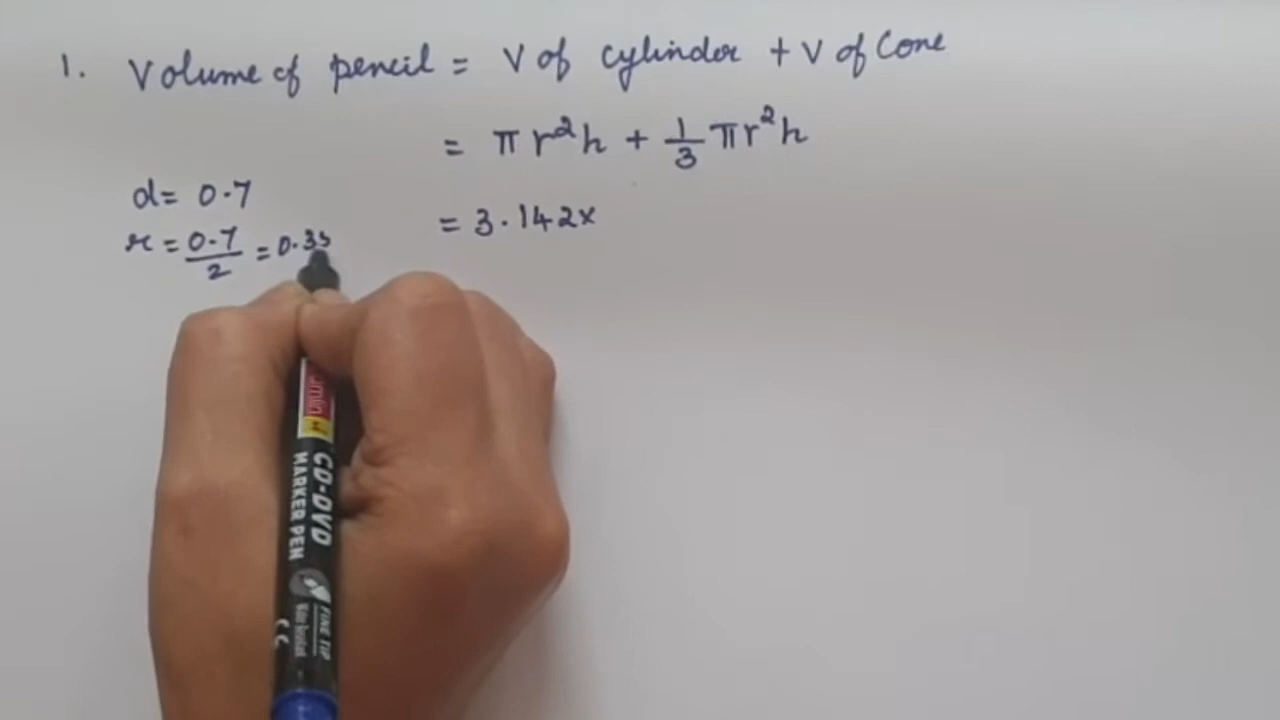 1. Volume of pencil = V of cylinder + V of Cone
= πr²h + 1/3 πr²h
d = 0.7
r = 0.7/2 = 0.35
= 3.142x
CD-DVD
MARKER PEN
FINE TIP
CE